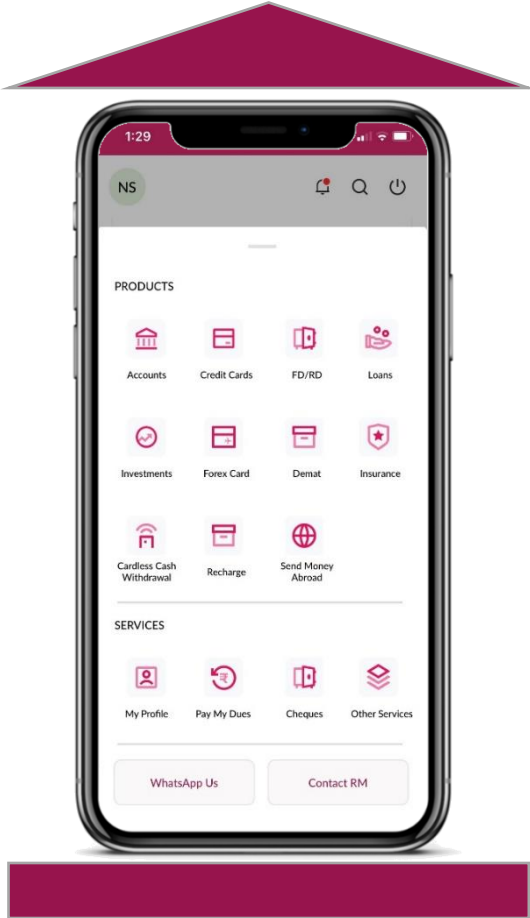 1:29
NS
PRODUCTS
Accounts
Credit Cards
FD/RD
Loans
Investments
Forex Card
Demat
Insurance
Cardless Cash
Withdrawal
Recharge
Send Money
Abroad
SERVICES
My Profile
Pay My Dues
Cheques
Other Services
WhatsApp Us
Contact RM